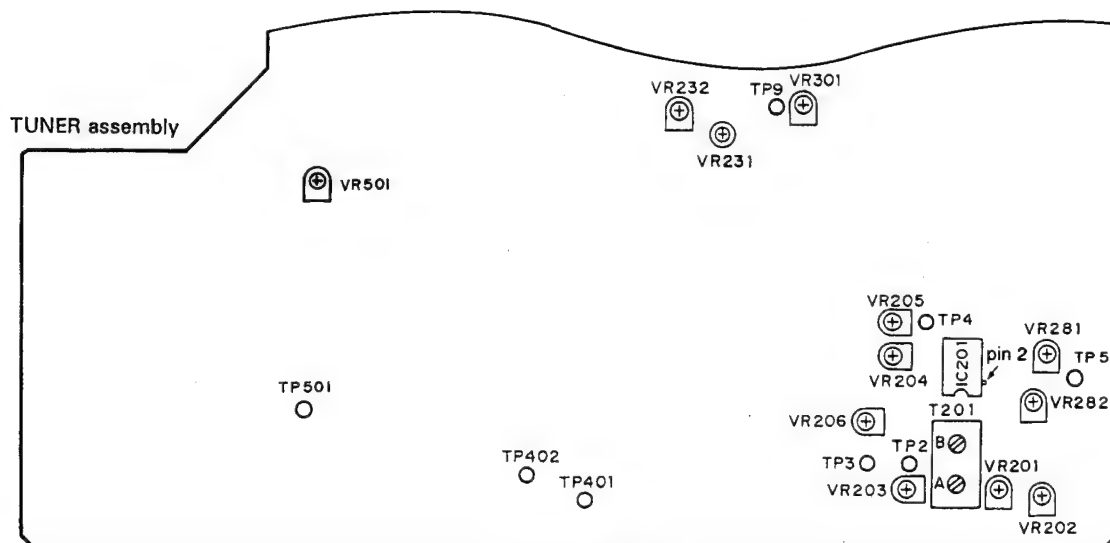 VR232
TP9
VR301
TUNER assembly
VR231
VR501
VR205
TP4
VR281
IC201
pin 2
TP5
VR204
TP501
T201
VR282
VR206
B
TP402
TP3
TP2
VR201
TP401
VR203
A
VR202